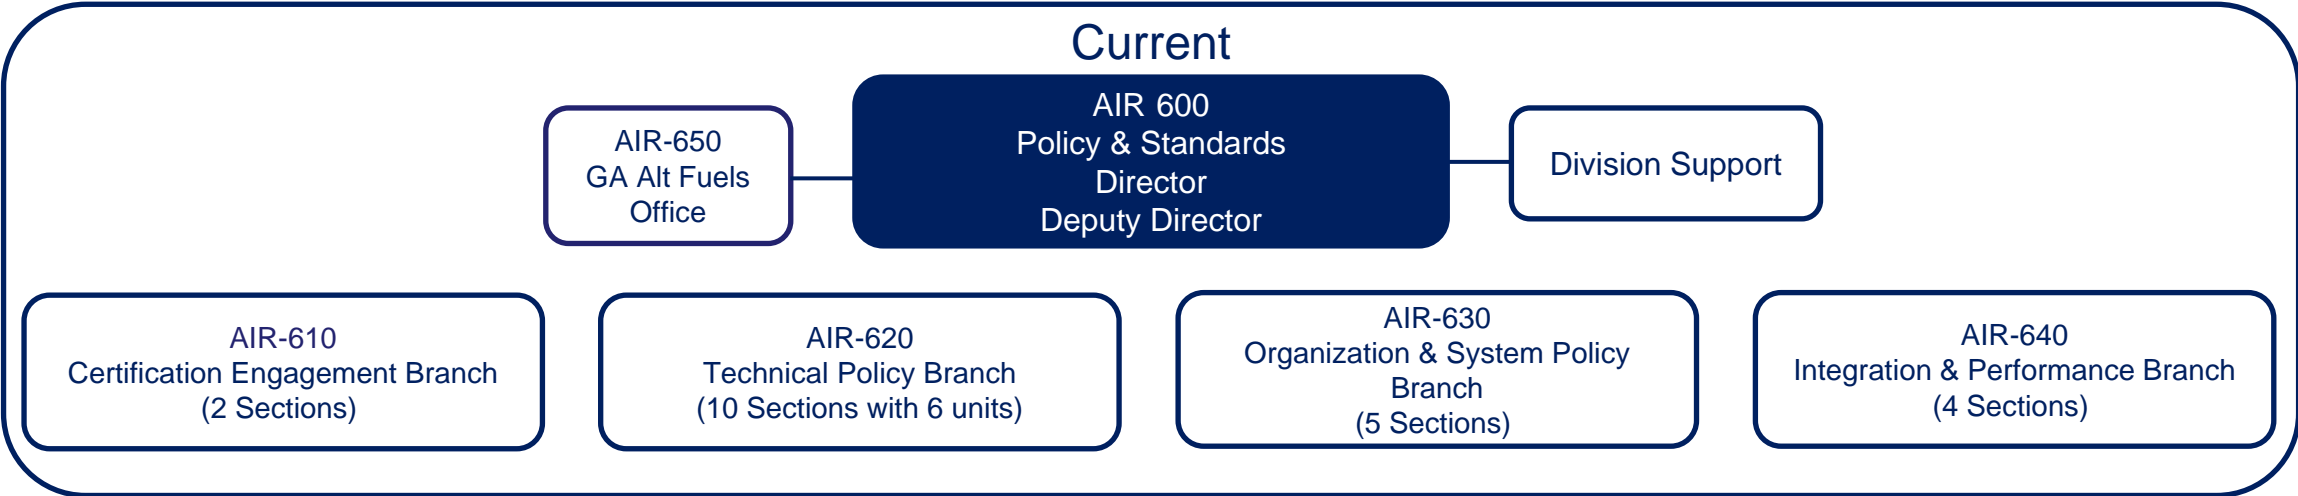 Current
AIR-650
GA Alt Fuels
Office
AIR 600
Policy & Standards
Director
Deputy Director
Division Support
AIR-610
Certification Engagement Branch
(2 Sections)
AIR-620
Technical Policy Branch
(10 Sections with 6 units)
AIR-630
Organization & System Policy
Branch
(5 Sections)
AIR-640
Integration & Performance Branch
(4 Sections)